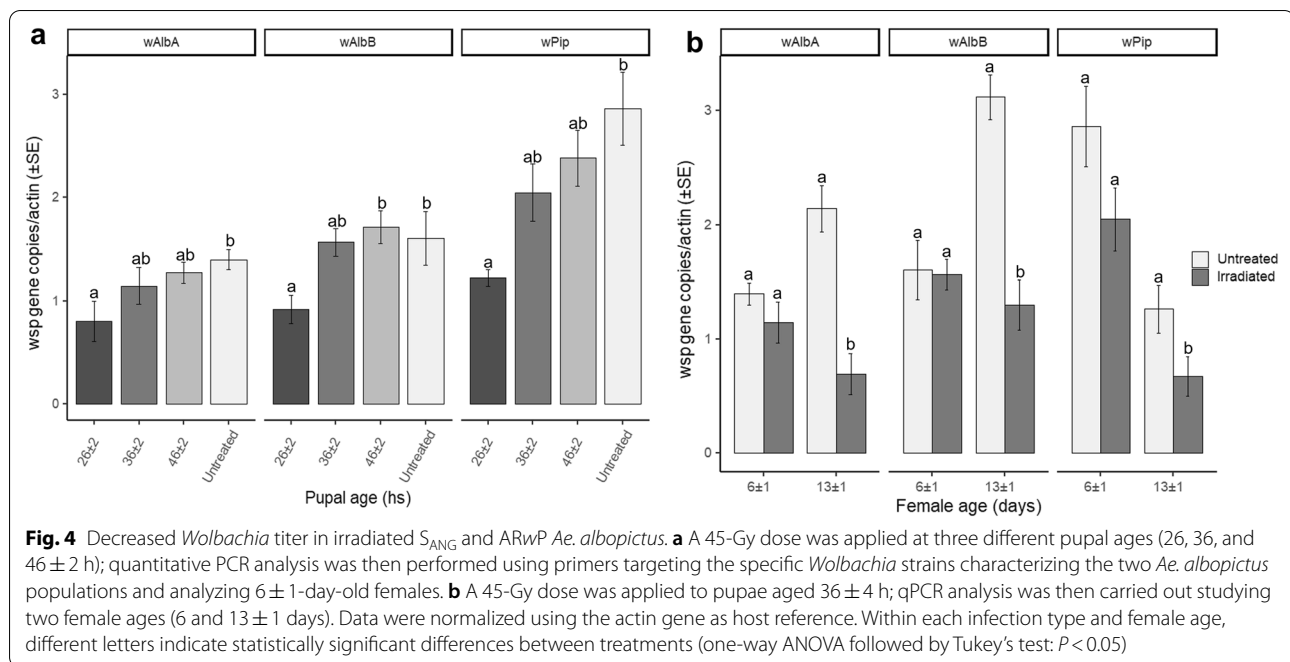 a
wAlbA wAlbB wPip
wsp gene copies/actin (±SE)
3
2
1
0
a ab ab b
a ab b b
a ab ab b
26±2 36±2 46±2 Untreated 26±2 36±2 46±2 Untreated 26±2 36±2 46±2 Untreated
Pupal age (hs)
b
wAlbA wAlbB wPip
wsp gene copies/actin (±SE)
3
2
1
0
a a a b
a a a b
a a a b
6±1 13±1 6±1 13±1 6±1 13±1
Female age (days)
Untreated
Irradiated
Fig. 4 Decreased Wolbachia titer in irradiated SANG and ARwP Ae. albopictus. a A 45-Gy dose was applied at three different pupal ages (26, 36, and
46 ± 2 h); quantitative PCR analysis was then performed using primers targeting the specific Wolbachia strains characterizing the two Ae. albopictus
populations and analyzing 6 ± 1-day-old females. b A 45-Gy dose was applied to pupae aged 36 ± 4 h; qPCR analysis was then carried out studying
two female ages (6 and 13 ± 1 days). Data were normalized using the actin gene as host reference. Within each infection type and female age,
different letters indicate statistically significant differences between treatments (one-way ANOVA followed by Tukey's test: P < 0.05)